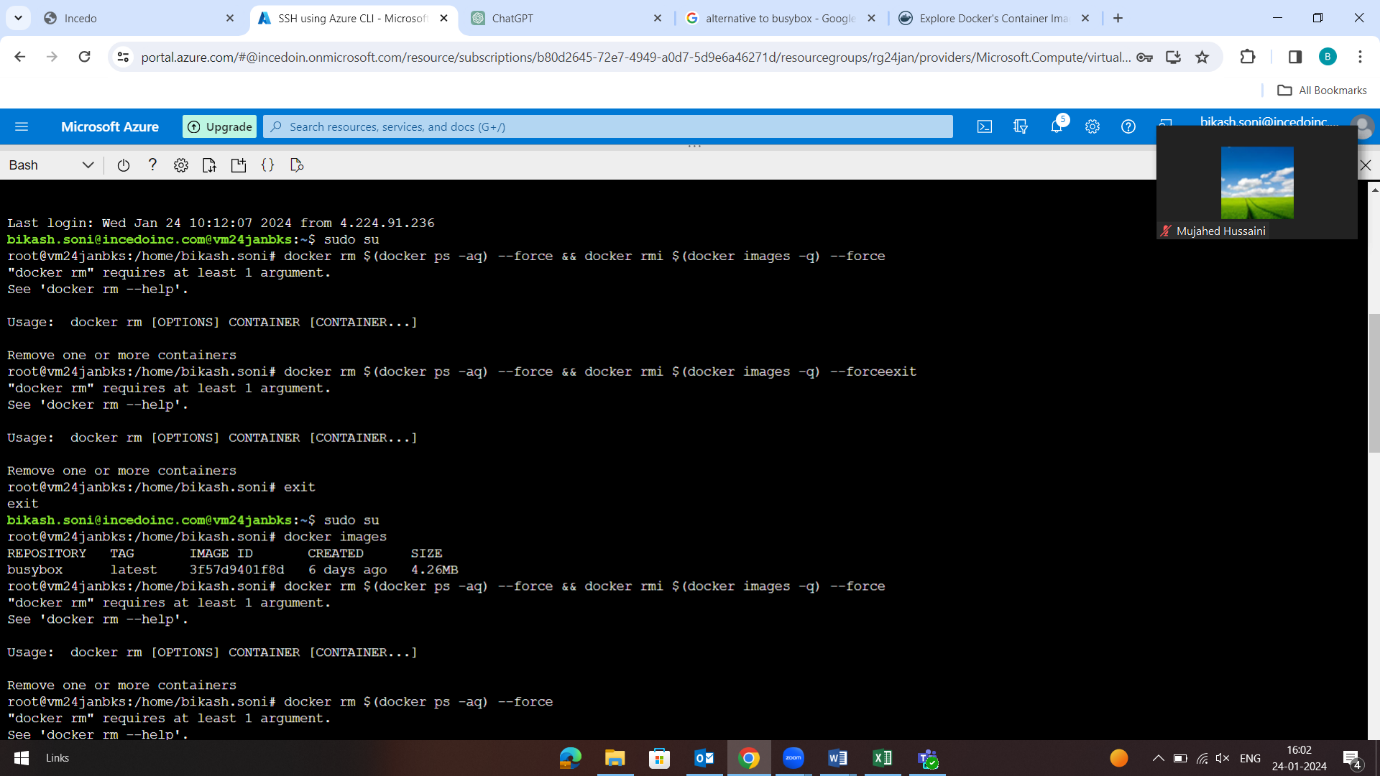 Incedo
SSH using Azure CLI - Microsoft
ChatGPT
alternative to busybox - Google
Explore Docker's Container Ima
portal.azure.com/#@incedoin.onmicrosoft.com/resource/subscriptions/b80d2645-72e7-4949-a0d7-5d9e6a46271d/resourcegroups/rg24jan/providers/Microsoft.Compute/virtual...
B
All Bookmarks
Microsoft Azure
Upgrade
Search resources, services, and docs (G+/)
5
bikash.soni@incedoinc....
Bash
Mujahed Hussaini
Last login: Wed Jan 24 10:12:07 2024 from 4.224.91.236
bikash.soni@incedoinc.com@vm24janbks:~$ sudo su
root@vm24janbks:/home/bikash.soni# docker rm $(docker ps -aq) --force && docker rmi $(docker images -q) --force
"docker rm" requires at least 1 argument.
See 'docker rm --help'.
Usage:  docker rm [OPTIONS] CONTAINER [CONTAINER...]
Remove one or more containers
root@vm24janbks:/home/bikash.soni# docker rm $(docker ps -aq) --force && docker rmi $(docker images -q) --forceexit
"docker rm" requires at least 1 argument.
See 'docker rm --help'.
Usage:  docker rm [OPTIONS] CONTAINER [CONTAINER...]
Remove one or more containers
root@vm24janbks:/home/bikash.soni# exit
exit
bikash.soni@incedoinc.com@vm24janbks:~$ sudo su
root@vm24janbks:/home/bikash.soni# docker images
REPOSITORY   TAG       IMAGE ID       CREATED      SIZE
busybox      latest    3f57d9401f8d   6 days ago   4.26MB
root@vm24janbks:/home/bikash.soni# docker rm $(docker ps -aq) --force && docker rmi $(docker images -q) --force
"docker rm" requires at least 1 argument.
See 'docker rm --help'.
Usage:  docker rm [OPTIONS] CONTAINER [CONTAINER...]
Remove one or more containers
root@vm24janbks:/home/bikash.soni# docker rm $(docker ps -aq) --force
"docker rm" requires at least 1 argument.
See 'docker rm --help'.
Links
zoom
ENG
16:02
24-01-2024
4